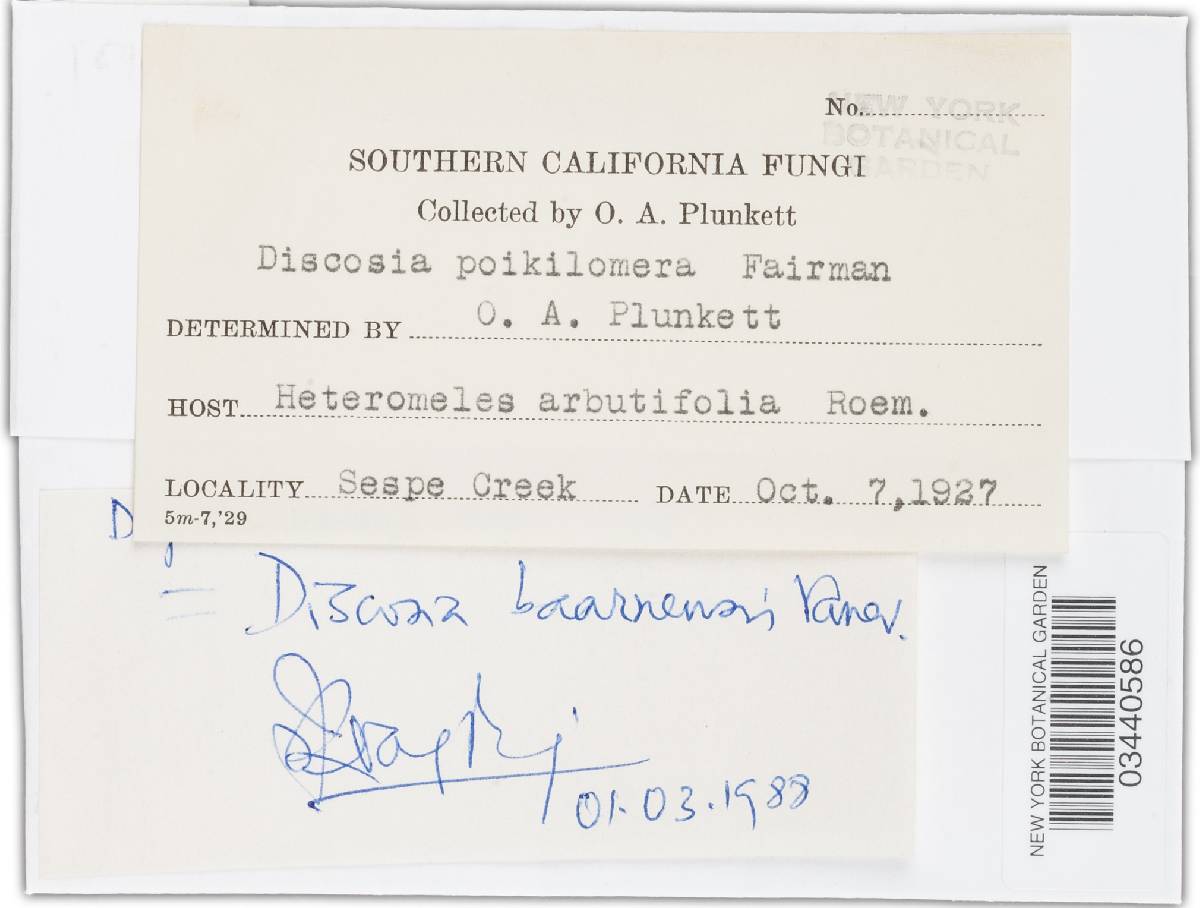 No.
NEW YORK
BOTANICAL
GARDEN
SOUTHERN CALIFORNIA FUNGI
Collected by O. A. Plunkett
Discosia poikilomera Fairman
DETERMINED BY O. A. Plunkett
HOST Heteromeles arbutifolia Roem.
LOCALITY Sespe Creek DATE Oct. 7,1927
5m-7,'29
D
= Discosia baarnensis
01.03.1988
NEW YORK BOTANICAL GARDEN
03440586